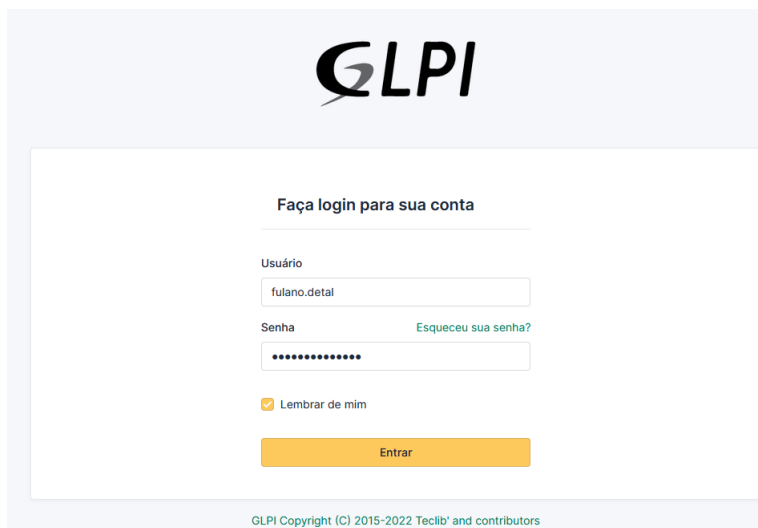 GLPI
Faça login para sua conta
Usuário
fulano.detal
Senha Esqueceu sua senha?
••••••••••••••
Lembrar de mim
Entrar
GLPI Copyright (C) 2015-2022 Teclib' and contributors